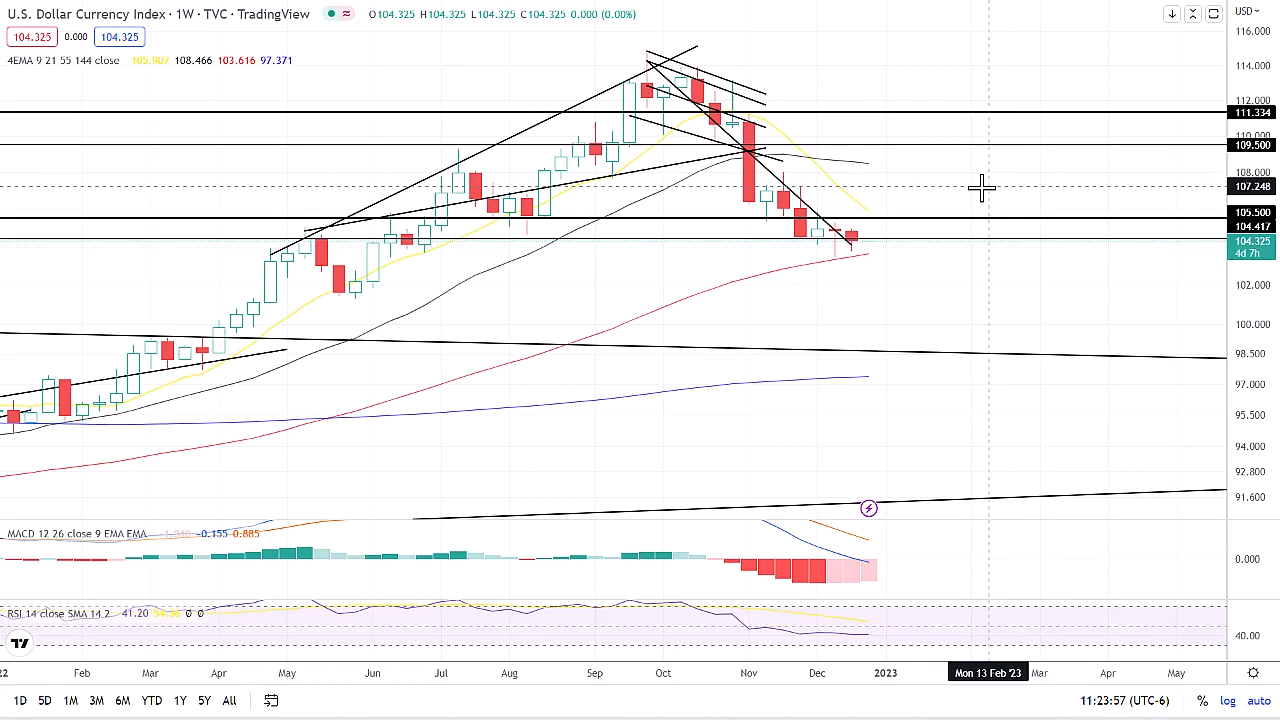 U.S. Dollar Currency Index · 1W · TVC · TradingView O104.325 H104.325 L104.325 C104.325 0.000 (0.00%) USD
104.325 0.000 104.325
4EMA 9 21 55 144 close 105.907 108.466 103.616 97.371
116.000
114.000
112.000
111.334
110.000
109.500
108.000
107.248
105.500
104.417
104.325
4d 7h
102.000
100.000
98.500
97.000
95.500
94.000
92.800
91.600
MACD 12 26 close 9 EMA EMA -1.040 -0.155 0.885
0.000
RSI 14 close SMA 14 2 41.20 54.36 Ø Ø
40.00
22 Feb Mar Apr May Jun Jul Aug Sep Oct Nov Dec 2023 Mon 13 Feb '23 Mar Apr May
1D 5D 1M 3M 6M YTD 1Y 5Y All 11:23:57 (UTC-6) % log auto